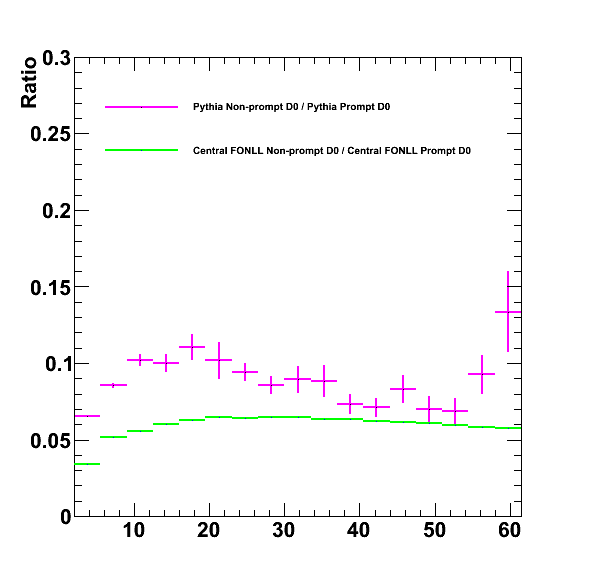 Ratio
0.3
0.25
0.2
0.15
0.1
0.05
0
Pythia Non-prompt D0 / Pythia Prompt D0
Central FONLL Non-prompt D0 / Central FONLL Prompt D0
10 20 30 40 50 60